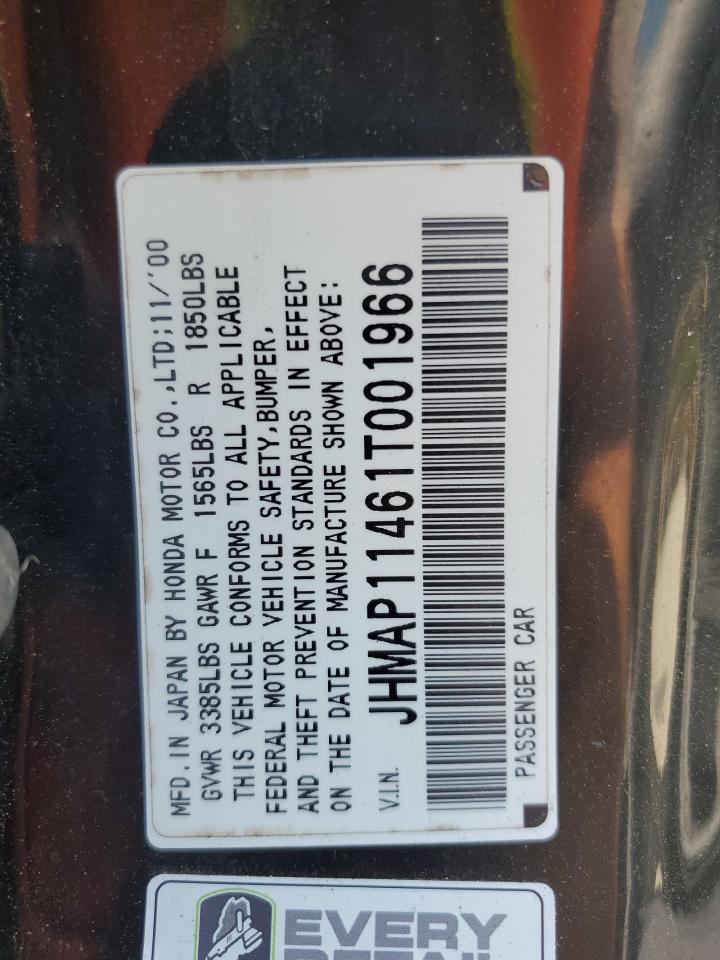 MFD. IN JAPAN BY HONDA MOTOR CO.,LTD;11/'00
GVWR 3385LBS GAWR F 1565LBS R 1850LBS
THIS VEHICLE CONFORMS TO ALL APPLICABLE
FEDERAL MOTOR VEHICLE SAFETY,BUMPER,
AND THEFT PREVENTION STANDARDS IN EFFECT
ON THE DATE OF MANUFACTURE SHOWN ABOVE:
V.I.N. JHMAP11461T001966
PASSENGER CAR
EVERY